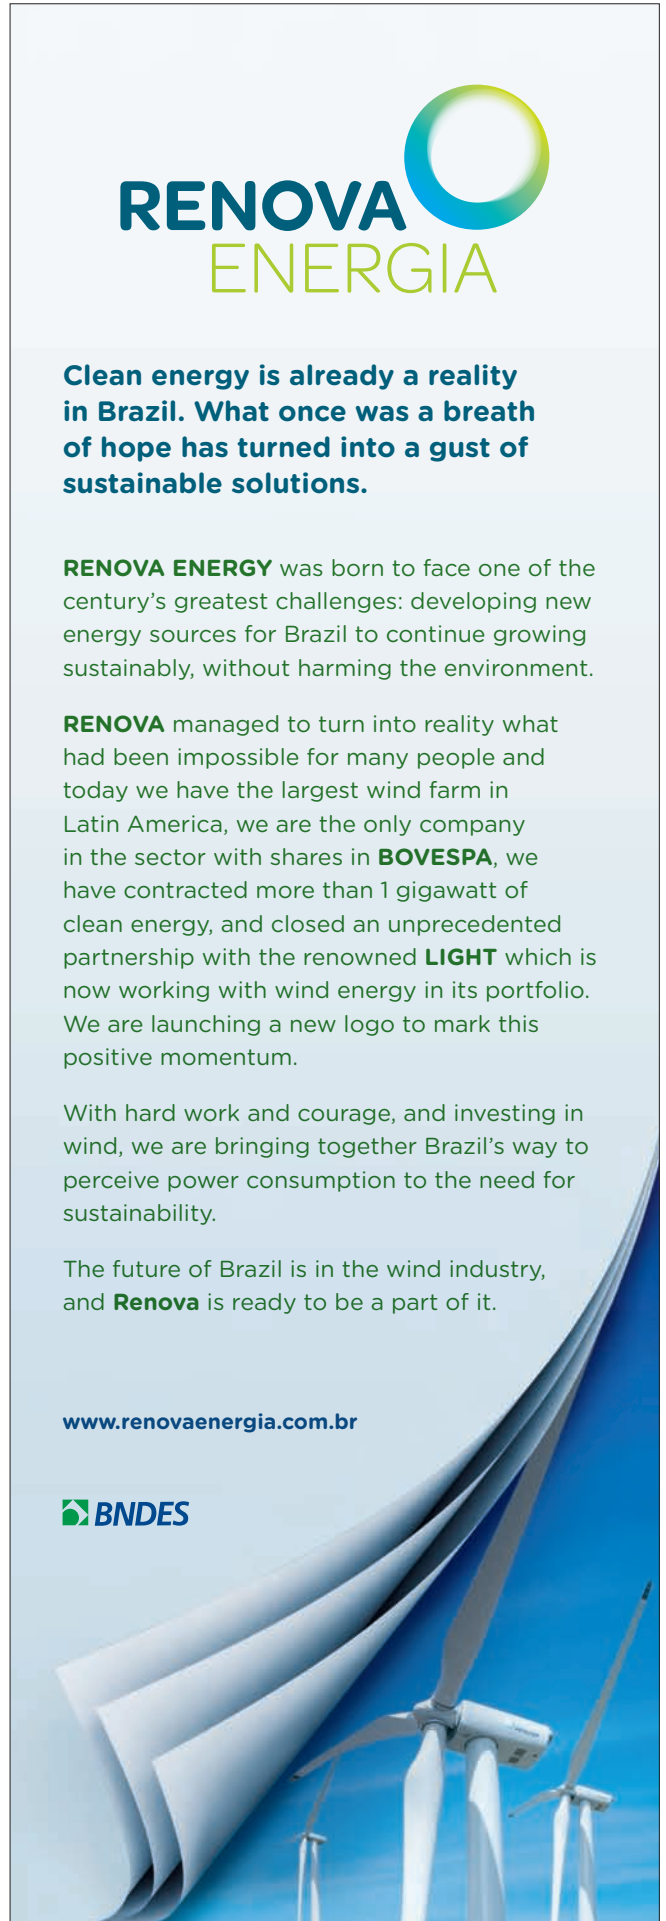 RENOVA
ENERGIA
Clean energy is already a reality
in Brazil. What once was a breath
of hope has turned into a gust of
sustainable solutions.
RENOVA ENERGY was born to face one of the
century’s greatest challenges: developing new
energy sources for Brazil to continue growing
sustainably, without harming the environment.
RENOVA managed to turn into reality what
had been impossible for many people and
today we have the largest wind farm in
Latin America, we are the only company
in the sector with shares in BOVESPA, we
have contracted more than 1 gigawatt of
clean energy, and closed an unprecedented
partnership with the renowned LIGHT which is
now working with wind energy in its portfolio.
We are launching a new logo to mark this
positive momentum.
With hard work and courage, and investing in
wind, we are bringing together Brazil’s way to
perceive power consumption to the need for
sustainability.
The future of Brazil is in the wind industry,
and Renova is ready to be a part of it.
www.renovaenergia.com.br
BNDES